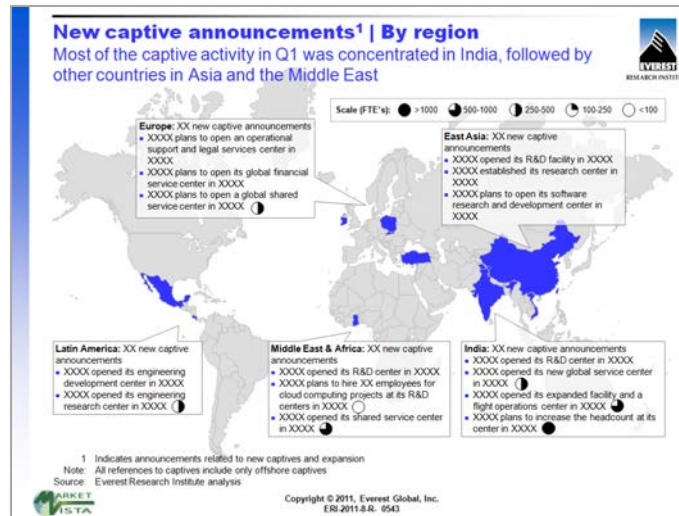 New captive announcements¹ | By region
Most of the captive activity in Q1 was concentrated in India, followed by
other countries in Asia and the Middle East
EVEREST
RESEARCH INSTITUTE
Scale (FTE's): >1000 500-1000 250-500 100-250 <100
Europe: XX new captive announcements
XXXX plans to open an operational
support and legal services center in
XXXX
XXXX plans to open its global financial
service center in XXXX
XXXX plans to open a global shared
service center in XXXX
East Asia: XX new captive
announcements
XXXX opened its R&D facility in XXXX
XXXX established its research center in
XXXX
XXXX plans to open its software
research and development center in
XXXX
Latin America: XX new captive
announcements
XXXX opened its engineering
development center in XXXX
XXXX opened its engineering
research center in XXXX
Middle East & Africa: XX new captive
announcements
XXXX opened its R&D center in XXXX
XXXX plans to hire XX employees for
cloud computing projects at its R&D
centers in XXXX
XXXX opened its shared service center
in XXXX
India: XX new captive announcements
XXXX opened its R&D center in XXXX
XXXX opened its new global service center
in XXXX
XXXX opened its expanded facility and a
flight operations center in XXXX
XXXX plans to increase the headcount at its
center in XXXX
1 Indicates announcements related to new captives and expansion
Note: All references to captives include only offshore captives
Source: Everest Research Institute analysis
MARKET
VISTA
Copyright © 2011, Everest Global, Inc.
ERI-2011-8-R- 0543